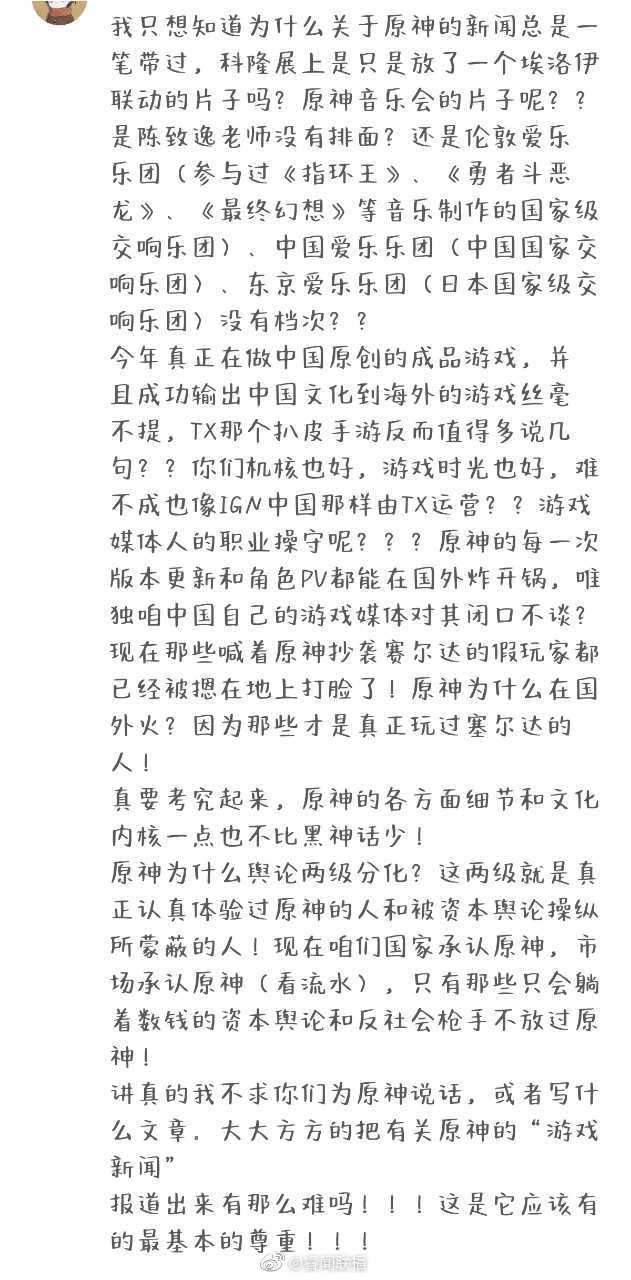 我只想知道为什么关于原神的新闻总是一
笔带过，科隆展上是只是放了一个埃洛伊
联动的片子吗？原神音乐会的片子呢？？
是陈致逸老师没有排面？还是伦敦爱乐
乐团（参与过《指环王》、《勇者斗恶
龙》、《最终幻想》等音乐制作的国家级
交响乐团）、中国爱乐乐团（中国国家交
响乐团）、东京爱乐乐团（日本国家级交
响乐团）没有档次？？
今年真正在做中国原创的成品游戏，并
且成功输出中国文化到海外的游戏丝毫
不提，TX那个扒皮手游反而值得多说几
句？？你们机核也好，游戏时光也好，难
不成也像IGN中国那样由TX运营？？游戏
媒体人的职业操守呢？？？原神的每一次
版本更新和角色PV都能在国外炸开锅，唯
独咱中国自己的游戏媒体对其闭口不谈？
现在那些喊着原神抄袭赛尔达的假玩家都
已经被摁在地上打脸了！原神为什么在国
外火？因为那些才是真正玩过塞尔达的
人！
真要考究起来，原神的各方面细节和文化
内核一点也不比黑神话少！
原神为什么舆论两级分化？这两级就是真
正认真体验过原神的人和被资本舆论操纵
所蒙蔽的人！现在咱们国家承认原神，市
场承认原神（看流水），只有那些只会躺
着数钱的资本舆论和反社会枪手不放过原
神！
讲真的我不求你们为原神说话，或者写什
么文章．大大方方的把有关原神的“游戏
新闻”
报道出来有那么难吗！！！这是它应该有
的最基本的尊重！！！